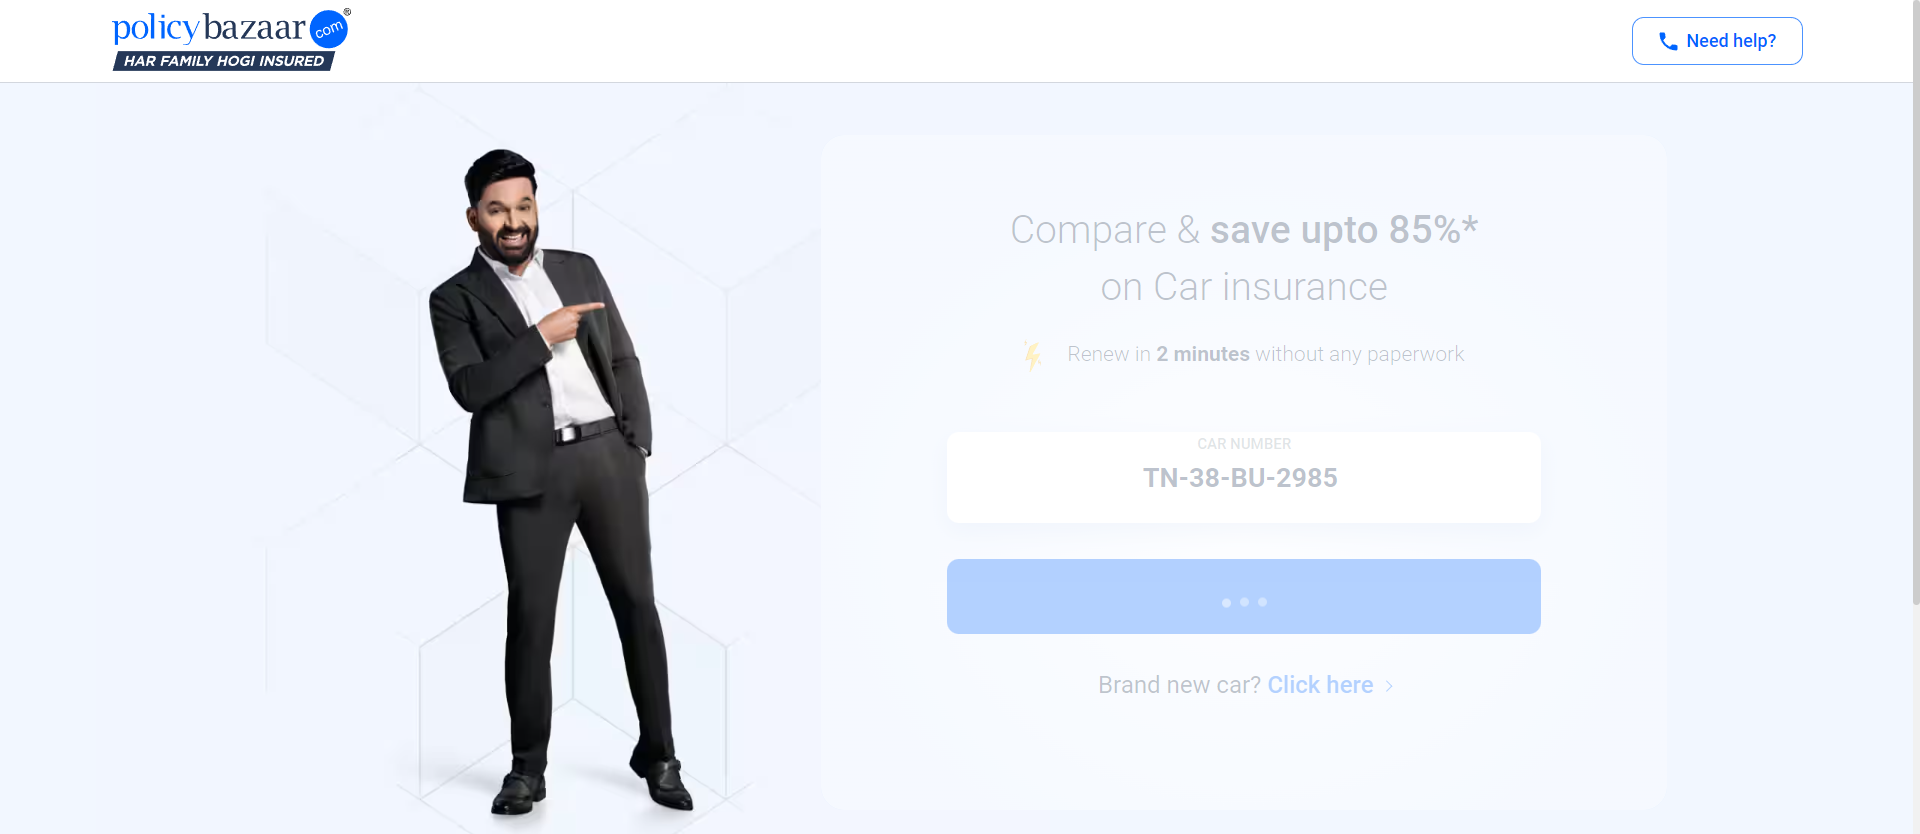 policybazaar com ®
HAR FAMILY HOGI INSURED
Need help?
Compare & save upto 85%*
on Car insurance
Renew in 2 minutes without any paperwork
CAR NUMBER
TN-38-BU-2985
Brand new car? Click here